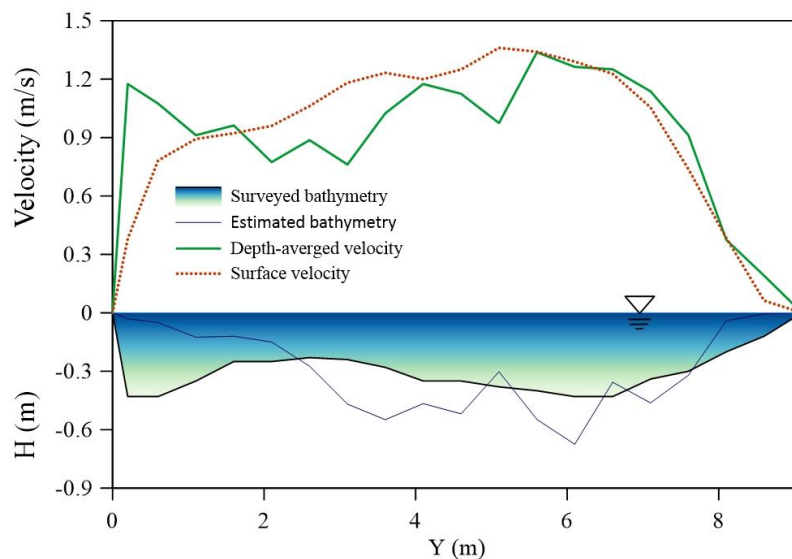 1.5
1.2
0.9
0.6
0.3
0
-0.3
-0.6
-0.9
Velocity (m/s)
H (m)
Surveyed bathymetry
Estimated bathymetry
Depth-averged velocity
Surface velocity
0 2 4 6 8
Y (m)